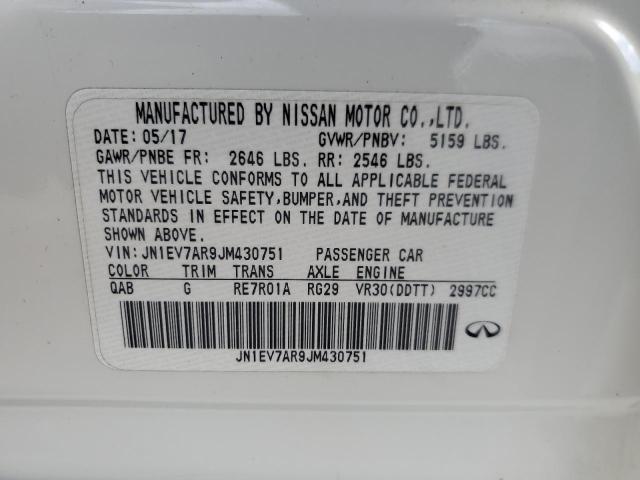 MANUFACTURED BY NISSAN MOTOR CO.,LTD.
DATE: 05/17 GVWR/PNBV: 5159 LBS.
GAWR/PNBE FR: 2646 LBS. RR: 2546 LBS.
THIS VEHICLE CONFORMS TO ALL APPLICABLE FEDERAL
MOTOR VEHICLE SAFETY,BUMPER,AND THEFT PREVENTION
STANDARDS IN EFFECT ON THE DATE OF MANUFACTURE
SHOWN ABOVE.
VIN: JN1EV7AR9JM430751 PASSENGER CAR
COLOR TRIM TRANS AXLE ENGINE
QAB G RE7R01A RG29 VR30(DDTT) 2997CC
JN1EV7AR9JM430751